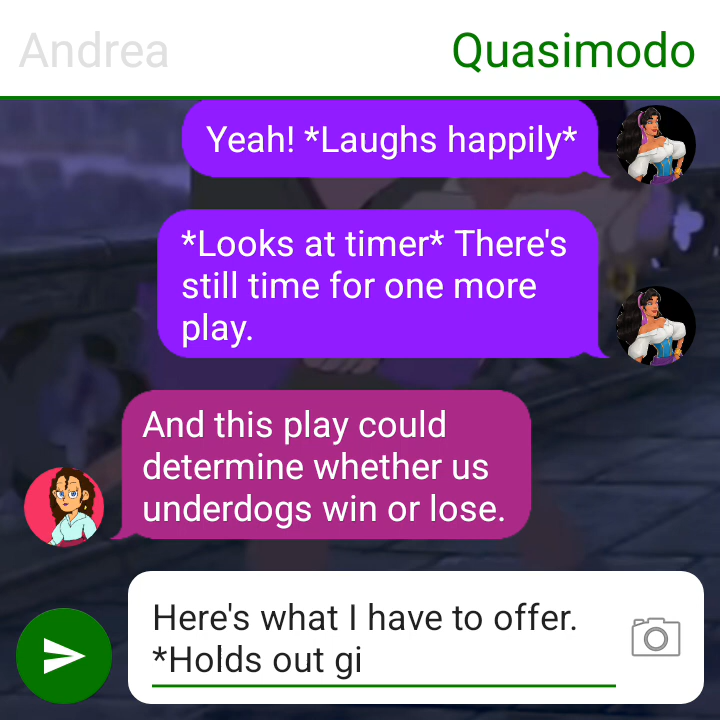 Andrea
Quasimodo
Yeah! *Laughs happily*
*Looks at timer* There's
still time for one more
play.
And this play could
determine whether us
underdogs win or lose.
Here's what I have to offer.
*Holds out gi